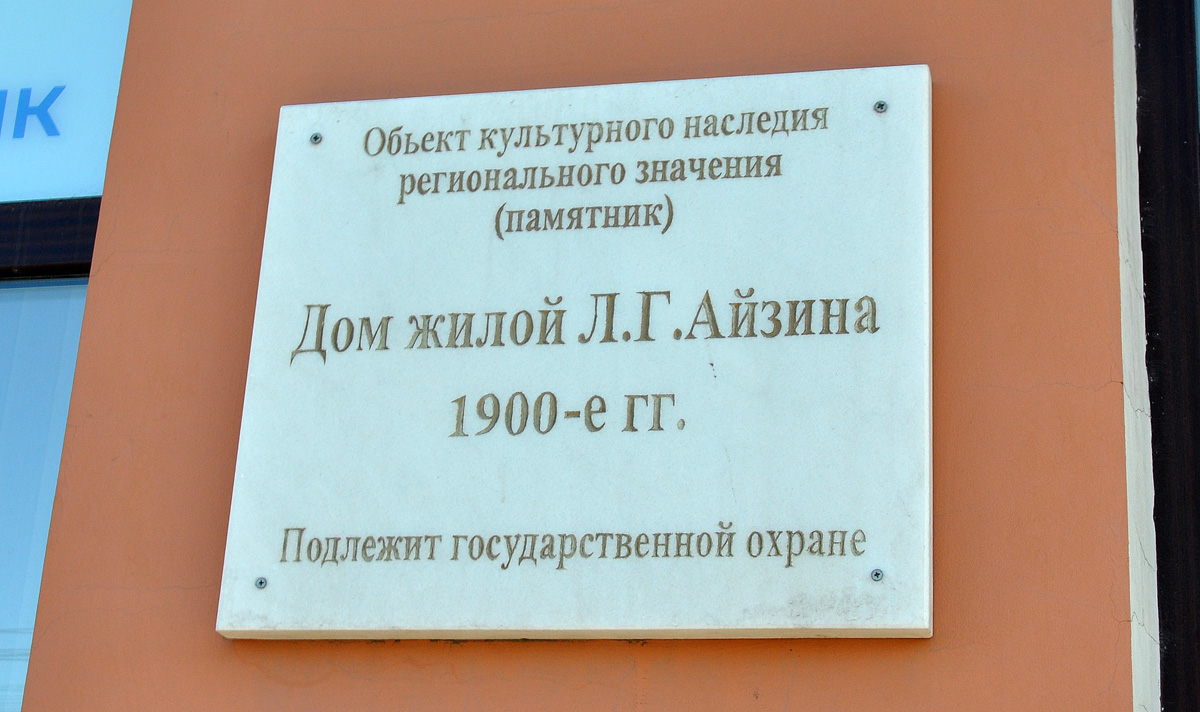 Обьект культурного наследия
регионального значения
(памятник)
Дом жилой Л.Г.Айзина
1900-е гг.
Подлежит государственной охране